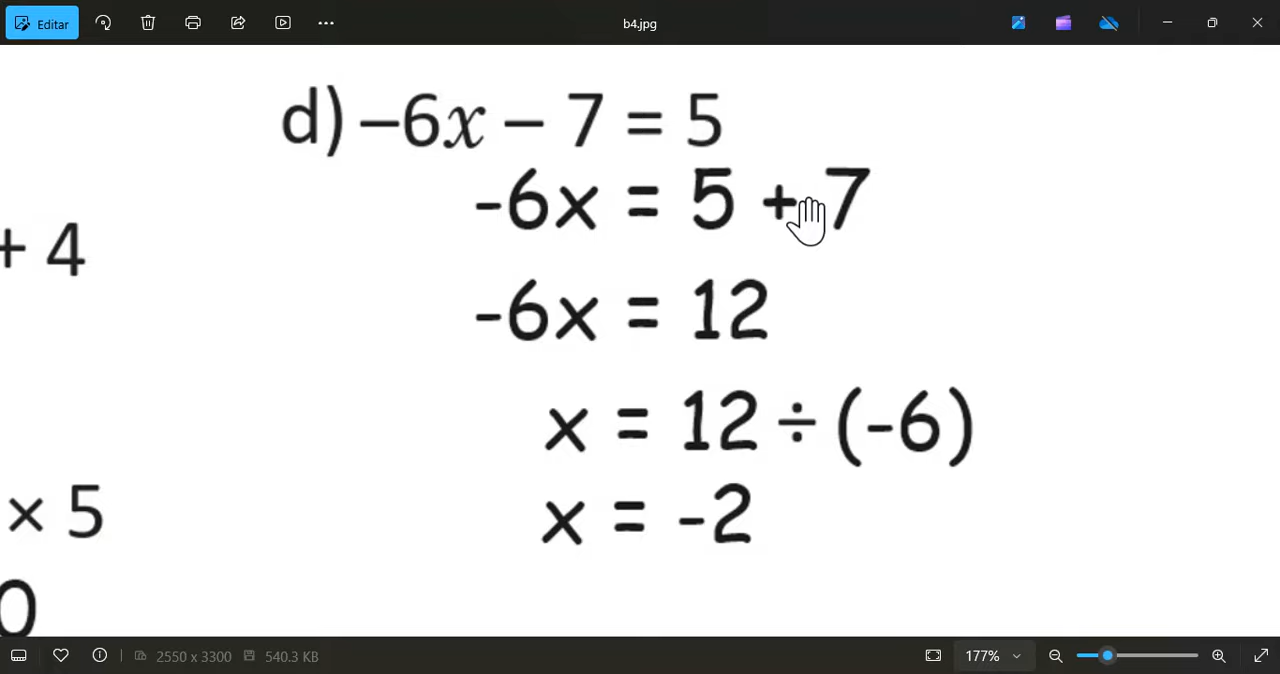 Editar
b4.jpg
d) −6x − 7 = 5
-6x = 5 + 7
+ 4
-6x = 12
x = 12 ÷ (-6)
× 5
x = -2
0
2550 x 3300
540.3 KB
177%